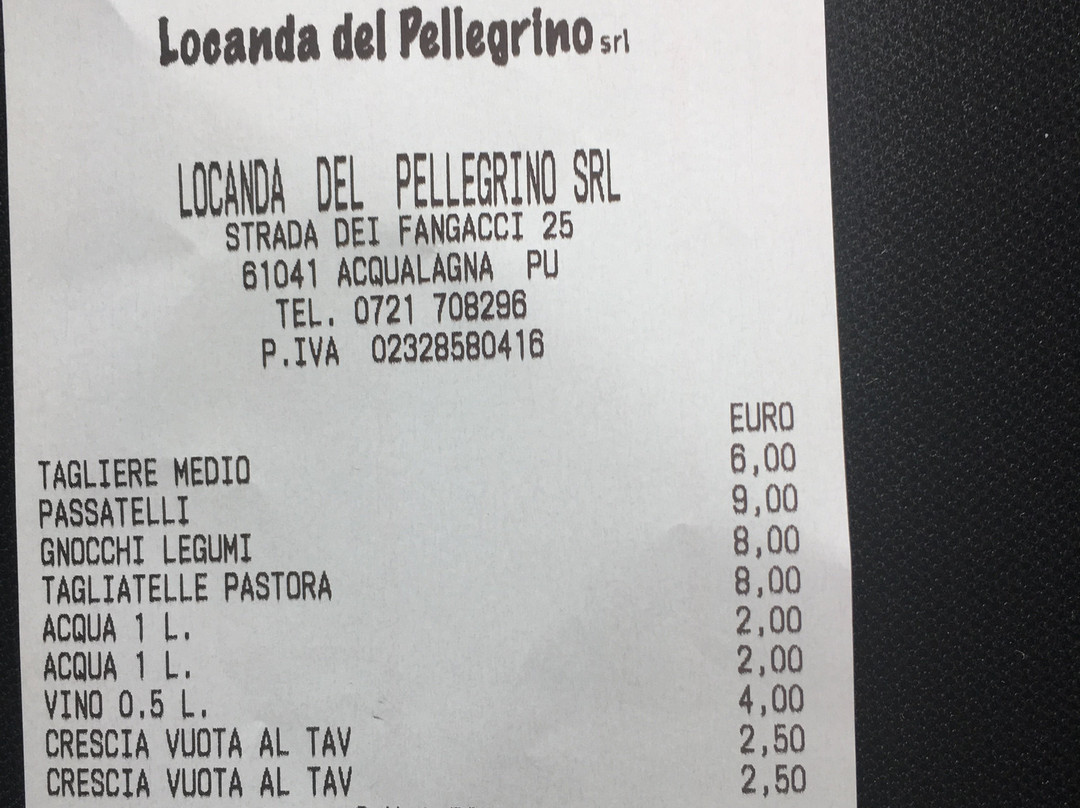 Locanda del Pellegrino srl
LOCANDA DEL PELLEGRINO SRL
STRADA DEI FANGACCI 25
61041 ACQUALAGNA PU
TEL. 0721 708296
P.IVA 02328580416
EURO
TAGLIERE MEDIO 6,00
PASSATELLI 9,00
GNOCCHI LEGUMI 8,00
TAGLIATELLE PASTORA 8,00
ACQUA 1 L. 2,00
ACQUA 1 L. 2,00
VINO 0.5 L. 4,00
CRESCIA VUOTA AL TAV 2,50
CRESCIA VUOTA AL TAV 2,50